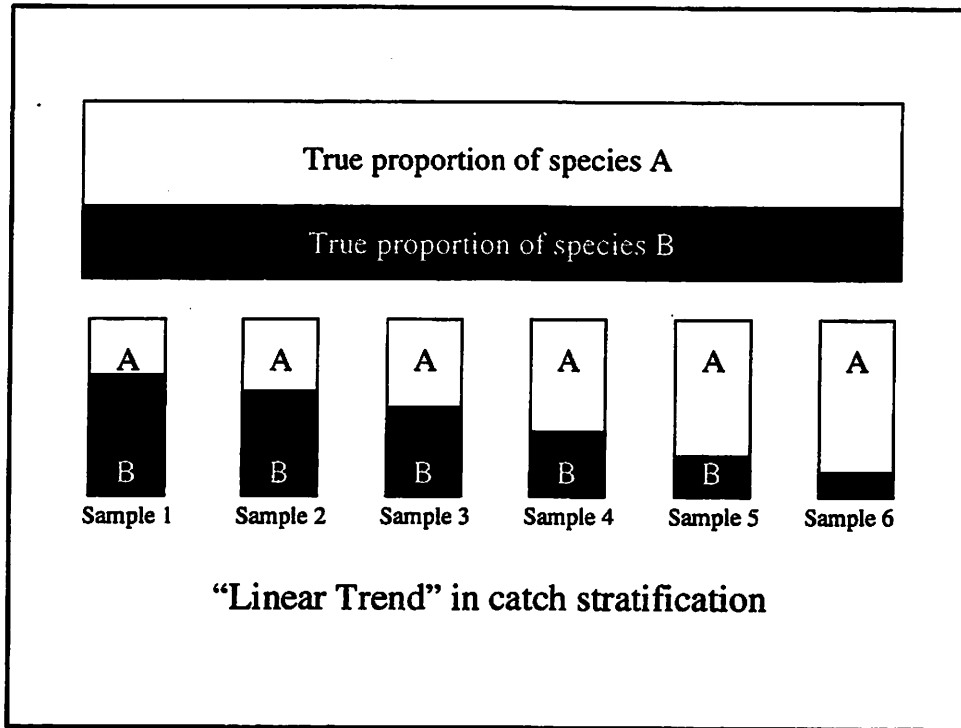 True proportion of species A
True proportion of species B
A A A A A A
B B B B B
Sample 1 Sample 2 Sample 3 Sample 4 Sample 5 Sample 6
“Linear Trend” in catch stratification